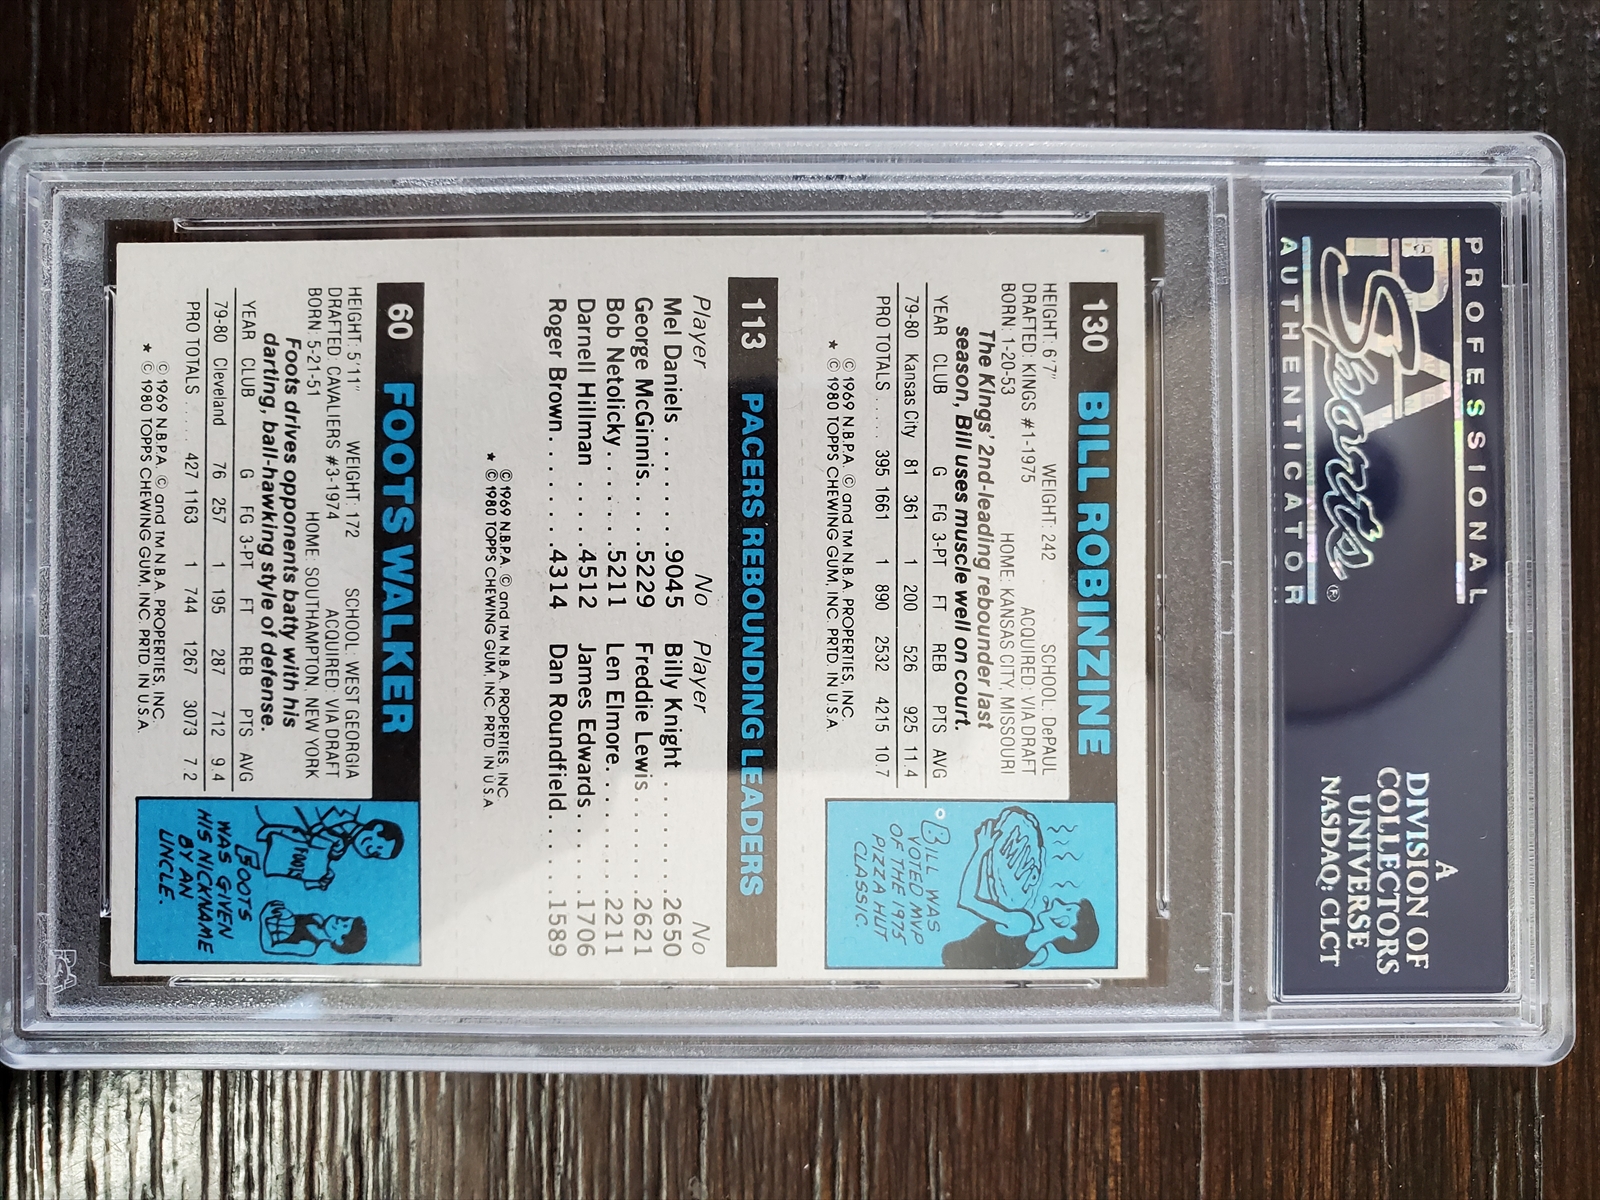 PROFESSIONAL
PSA
Sports®
AUTHENTICATOR
A
DIVISION OF
COLLECTORS
UNIVERSE
NASDAQ: CLCT
130 BILL ROBINZINE
HEIGHT: 6'7" WEIGHT: 242 SCHOOL: DePAUL
DRAFTED: KINGS #1-1975 ACQUIRED: VIA DRAFT
BORN: 1-20-53 HOME: KANSAS CITY, MISSOURI
The Kings' 2nd-leading rebounder last
season, Bill uses muscle well on court.
YEAR CLUB G FG 3-PT FT REB PTS AVG
79-80 Kansas City 81 361 1 200 526 925 11.4
PRO TOTALS .... 395 1661 1 890 2532 4215 10.7
© 1969 N.B.P.A. © and TM N.B.A. PROPERTIES, INC.
* © 1980 TOPPS CHEWING GUM, INC. PRTD. IN U.S.A.
MVP
BILL WAS
VOTED MVP
OF THE 1975
PIZZA HUT
CLASSIC.
113 PACERS REBOUNDING LEADERS
Player No Player No
Mel Daniels ........ 9045 Billy Knight ....... 2650
George McGinnis. .... 5229 Freddie Lewis. ..... 2621
Bob Netolicky ...... 5211 Len Elmore. ....... 2211
Darnell Hillman .... 4512 James Edwards ..... 1706
Roger Brown. ....... 4314 Dan Roundfield. .... 1589
© 1969 N.B.P.A. © and TM N.B.A. PROPERTIES, INC.
* © 1980 TOPPS CHEWING GUM, INC. PRTD. IN U.S.A.
60 FOOTS WALKER
HEIGHT: 5'11" WEIGHT: 172 SCHOOL: WEST GEORGIA
DRAFTED: CAVALIERS #3-1974 ACQUIRED: VIA DRAFT
BORN: 5-21-51 HOME: SOUTHAMPTON, NEW YORK
Foots drives opponents batty with his
darting, ball-hawking style of defense.
YEAR CLUB G FG 3-PT FT REB PTS AVG
79-80 Cleveland 76 257 1 195 287 712 9.4
PRO TOTALS .... 427 1163 1 744 1267 3073 7.2
© 1969 N.B.P.A. © and TM N.B.A. PROPERTIES, INC.
* © 1980 TOPPS CHEWING GUM, INC. PRTD. IN U.S.A.
FOOTS
FOOTS
WAS GIVEN
HIS NICKNAME
BY AN
UNCLE.
PSA